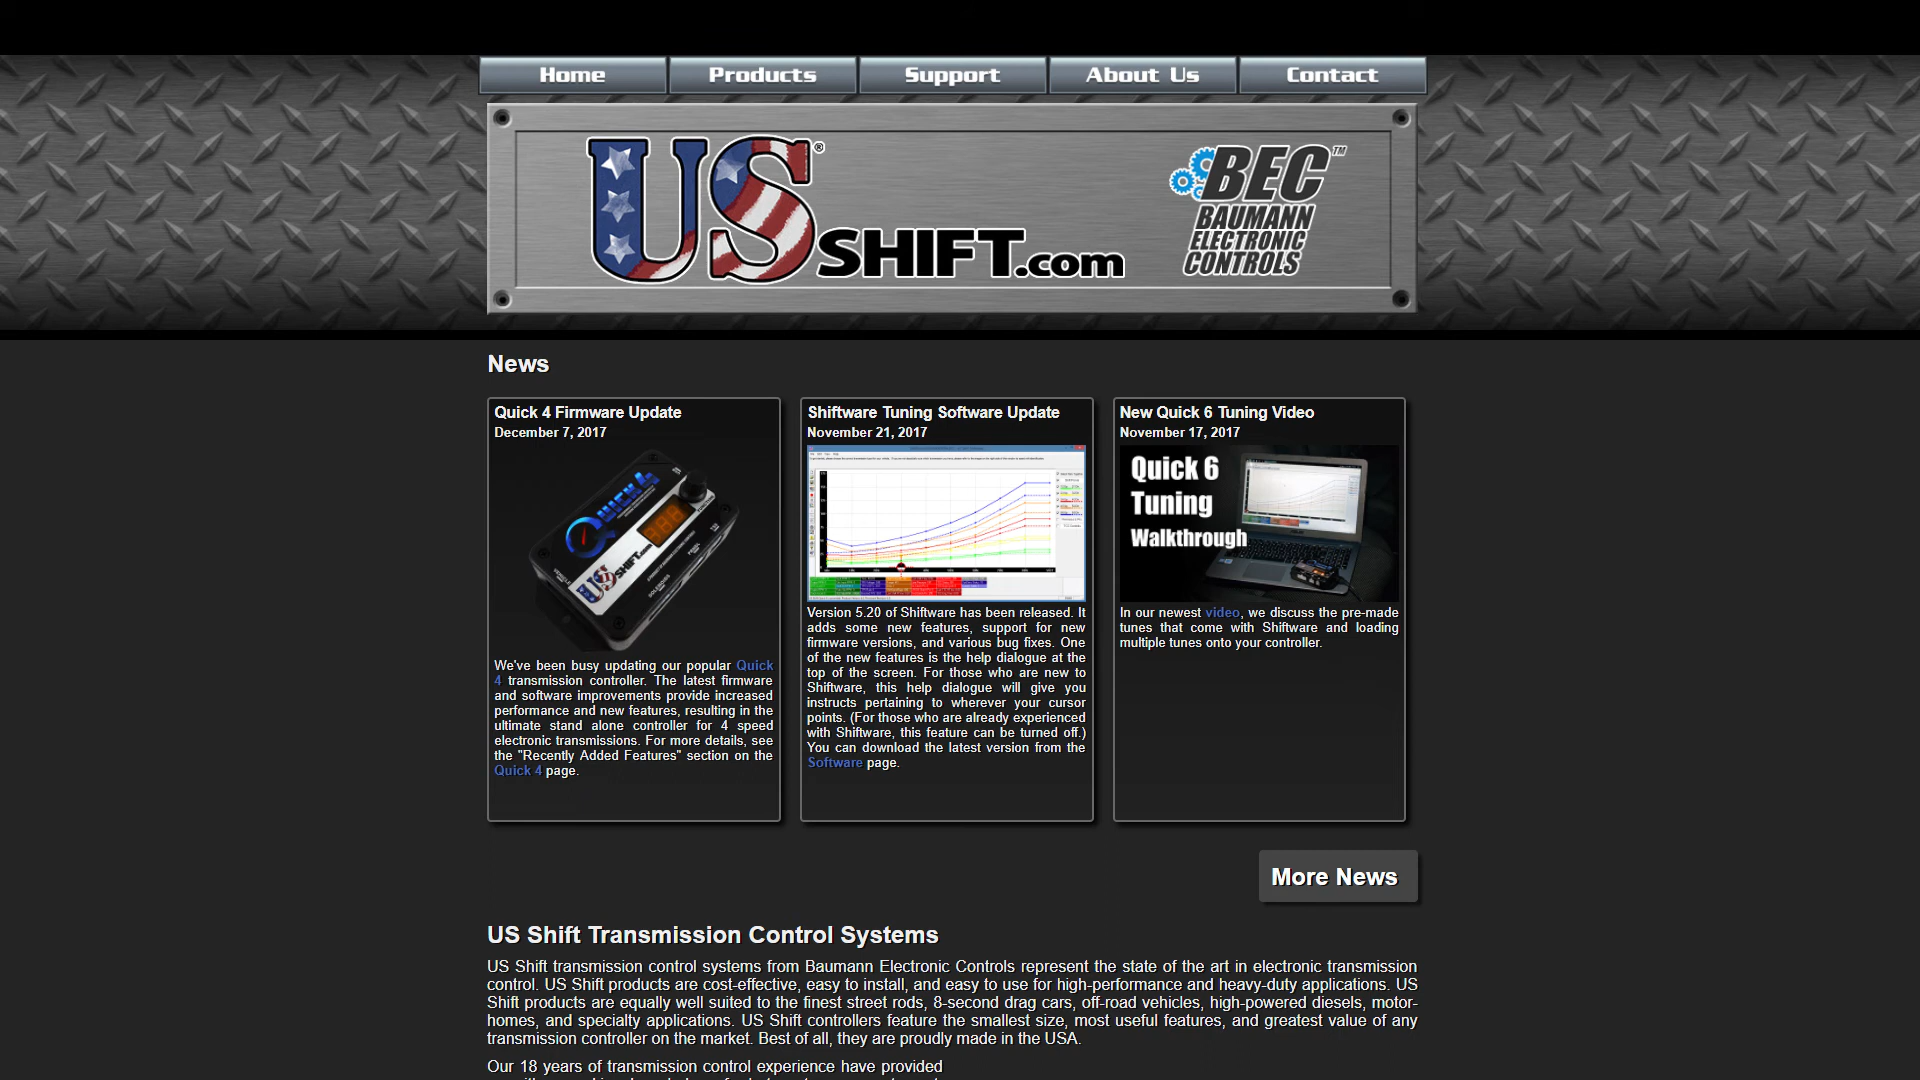 Home Products Support About Us Contact
US SHIFT.com ®
BEC ™
BAUMANN
ELECTRONIC
CONTROLS
News
Quick 4 Firmware Update
December 7, 2017
QUICK 4
US SHIFT.com
We've been busy updating our popular Quick
4 transmission controller. The latest firmware
and software improvements provide increased
performance and new features, resulting in the
ultimate stand alone controller for 4 speed
electronic transmissions. For more details, see
the "Recently Added Features" section on the
Quick 4 page.
Shiftware Tuning Software Update
November 21, 2017
Version 5.20 of Shiftware has been released. It
adds some new features, support for new
firmware versions, and various bug fixes. One
of the new features is the help dialogue at the
top of the screen. For those who are new to
Shiftware, this help dialogue will give you
instructs pertaining to wherever your cursor
points. (For those who are already experienced
with Shiftware, this feature can be turned off.)
You can download the latest version from the
Software page.
New Quick 6 Tuning Video
November 17, 2017
Quick 6
Tuning
Walkthrough
In our newest video, we discuss the pre-made
tunes that come with Shiftware and loading
multiple tunes onto your controller.
More News
US Shift Transmission Control Systems
US Shift transmission control systems from Baumann Electronic Controls represent the state of the art in electronic transmission
control. US Shift products are cost-effective, easy to install, and easy to use for high-performance and heavy-duty applications. US
Shift products are equally well suited to the finest street rods, 8-second drag cars, off-road vehicles, high-powered diesels, motor-
homes, and specialty applications. US Shift controllers feature the smallest size, most useful features, and greatest value of any
transmission controller on the market. Best of all, they are proudly made in the USA.
Our 18 years of transmission control experience have provided